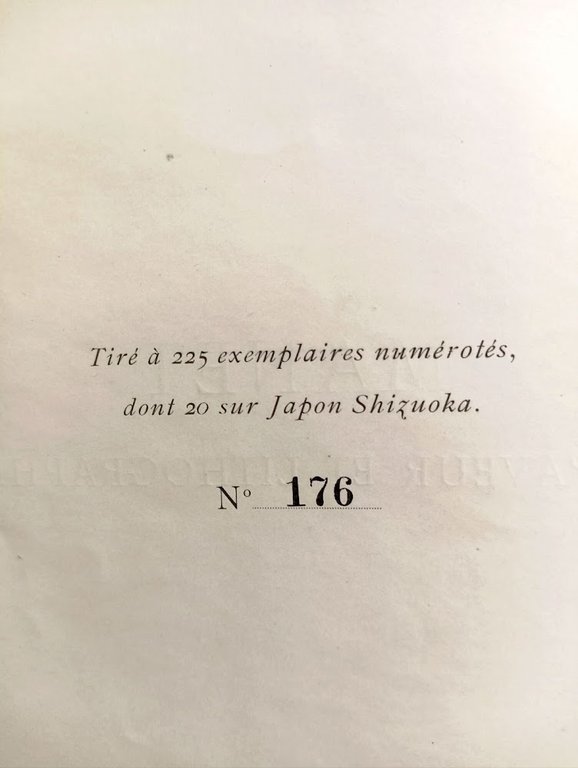 Tiré à 225 exemplaires numérotés,
dont 20 sur Japon Shizuoka.
N° 176